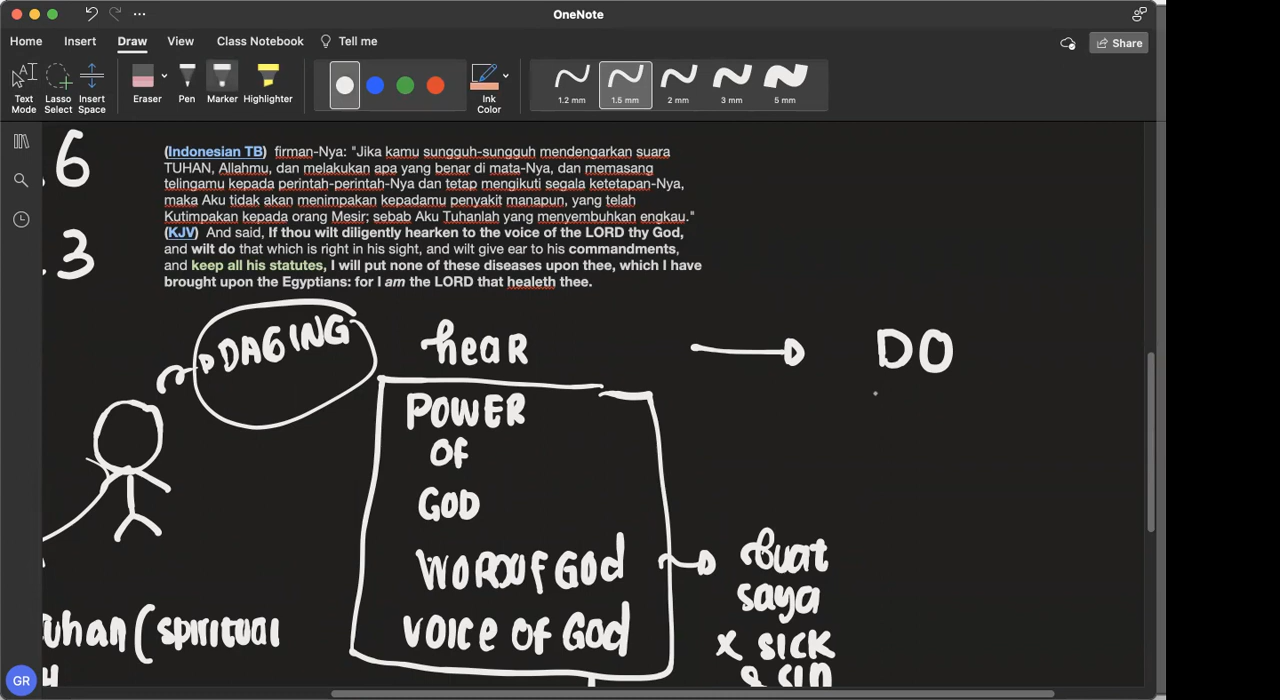 OneNote
Home Insert Draw View Class Notebook Tell me
Share
Text Mode
Lasso Select
Insert Space
Eraser
Pen
Marker
Highlighter
Ink Color
1.2 mm
1.5 mm
2 mm
3 mm
5 mm
6
(Indonesian TB) firman-Nya: "Jika kamu sungguh-sungguh mendengarkan suara
TUHAN, Allahmu, dan melakukan apa yang benar di mata-Nya, dan memasang
telingamu kepada perintah-perintah-Nya dan tetap mengikuti segala ketetapan-Nya,
maka Aku tidak akan menimpakan kepadamu penyakit manapun, yang telah
Kutimpakan kepada orang Mesir; sebab Aku Tuhanlah yang menyembuhkan engkau."
.3
(KJV) And said, If thou wilt diligently hearken to the voice of the LORD thy God,
and wilt do that which is right in his sight, and wilt give ear to his commandments,
and keep all his statutes, I will put none of these diseases upon thee, which I have
brought upon the Egyptians: for I am the LORD that healeth thee.
DAGING
heaR
DO
POWER
OF
GOD
WORD of GOD
VOICE OF GOD
buat
saya
x sick
& sin
uhan (spiritual
GR